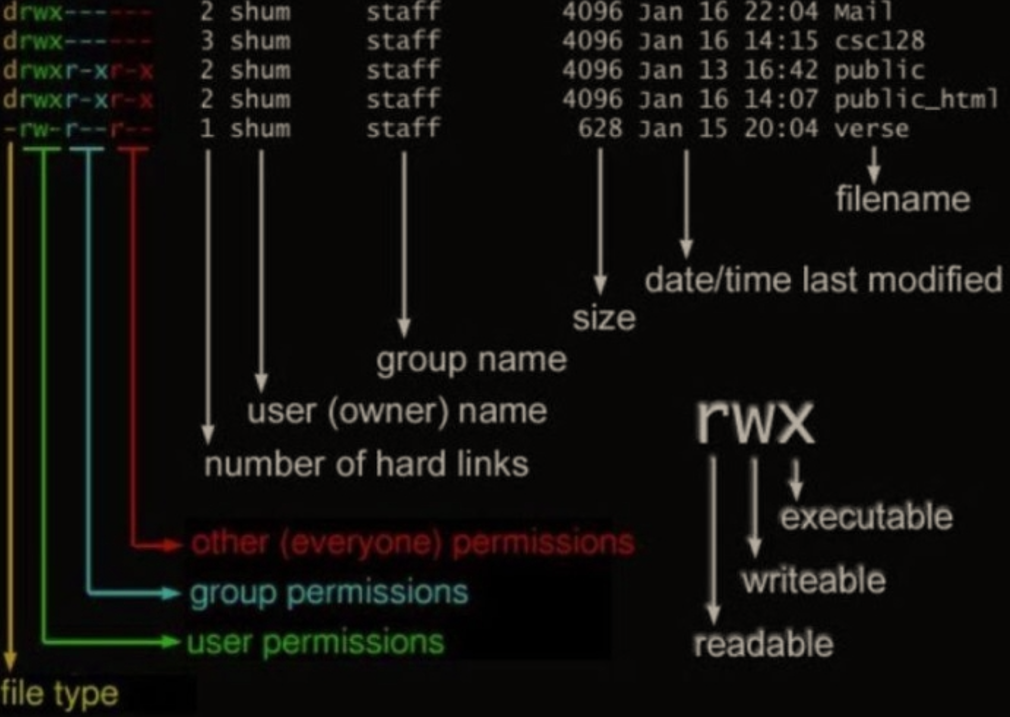 drwx------ 2 shum staff 4096 Jan 16 22:04 Mail
drwx------ 3 shum staff 4096 Jan 16 14:15 csc128
drwxr-xr-x 2 shum staff 4096 Jan 13 16:42 public
drwxr-xr-x 2 shum staff 4096 Jan 16 14:07 public_html
-rw-r--r-- 1 shum staff 628 Jan 15 20:04 verse
filename
date/time last modified
size
group name
user (owner) name
number of hard links
rwx
executable
writeable
readable
other (everyone) permissions
group permissions
user permissions
file type